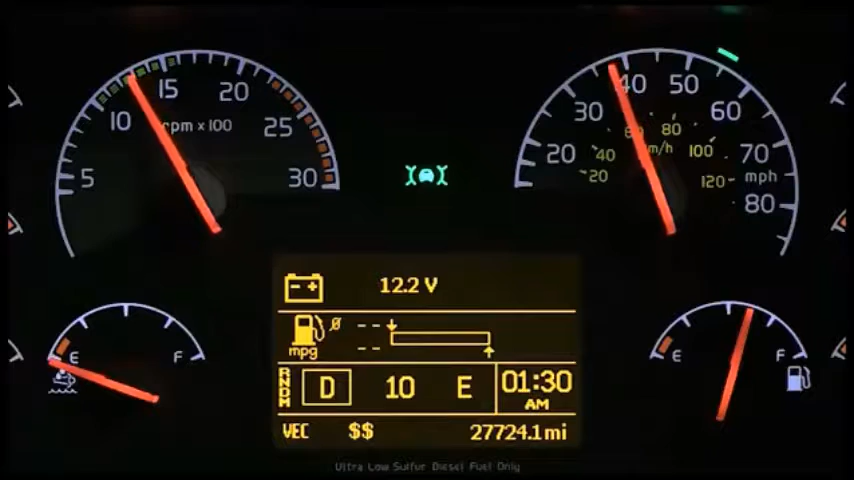 5
10
15
20
25
30
rpm x 100
20
30
40
50
60
70
80
mph
20
40
60
80
100
120
km/h
12.2 V
mpg
RNDM
D 10 E
01:30
AM
VEC $$ 27724.1mi
E F
E F
Ultra Low Sulfur Diesel Fuel Only